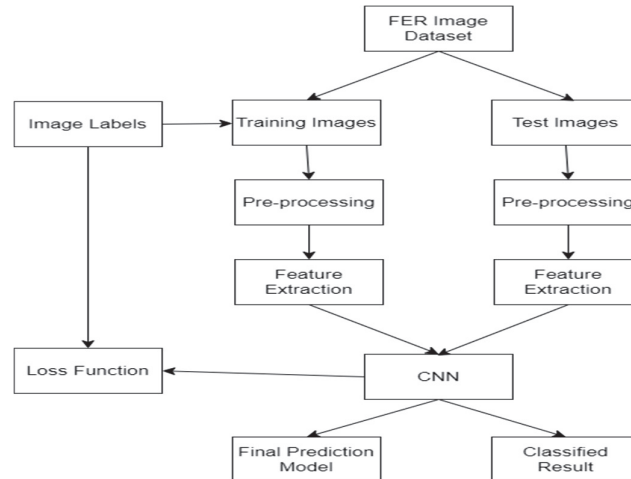 FER Image
Dataset
Image Labels
Training Images
Test Images
Pre-processing
Pre-processing
Feature
Extraction
Feature
Extraction
Loss Function
CNN
Final Prediction
Model
Classified
Result